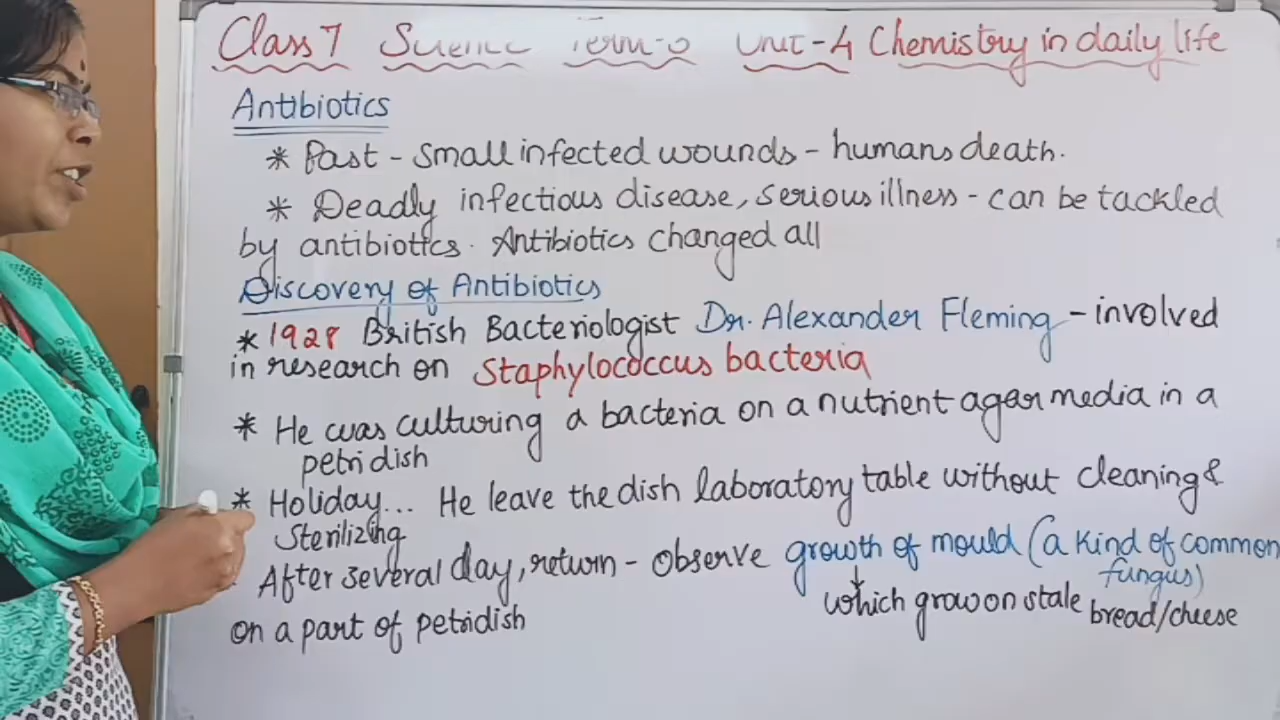 Class 7 Science Term-3 Unit-4 Chemistry in daily life
Antibiotics
* Past - small infected wounds - humans death.
* Deadly infectious disease, serious illness - can be tackled
by antibiotics. Antibiotics changed all
Discovery of Antibiotics
* 1928 British Bacteriologist Dr. Alexander Fleming - involved
in research on Staphylococcus bacteria
* He was culturing a bacteria on a nutrient agar media in a
petri dish
* Holiday... He leave the dish laboratory table without cleaning &
Sterilizing
After several day, return - observe growth of mould (a kind of common
fungus)
which grow on stale bread/cheese
on a part of petridish